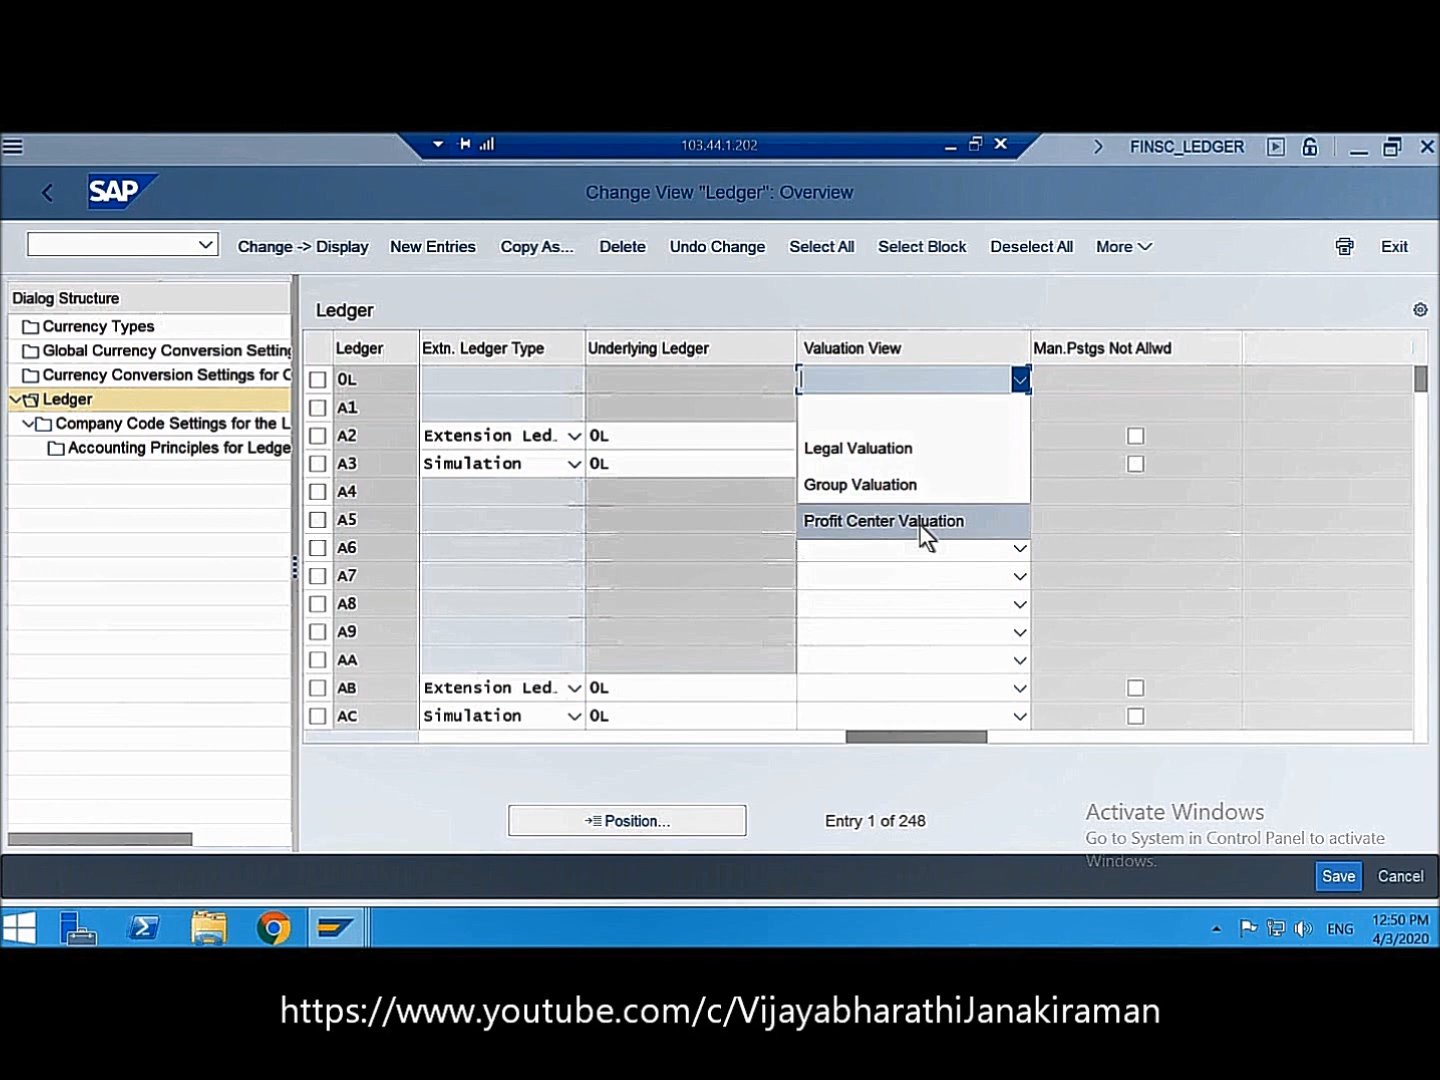 103.44.1.202
FINSC_LEDGER
SAP
Change View "Ledger": Overview
Change -> Display
New Entries
Copy As...
Delete
Undo Change
Select All
Select Block
Deselect All
More
Exit
Dialog Structure
Currency Types
Global Currency Conversion Setting
Currency Conversion Settings for C
Ledger
Company Code Settings for the L
Accounting Principles for Ledge
Ledger
Ledger Extn. Ledger Type Underlying Ledger Valuation View Man.Pstgs Not Allwd
0L
A1
A2 Extension Led. 0L
Legal Valuation
A3 Simulation 0L
Group Valuation
A4
A5 Profit Center Valuation
A6
A7
A8
A9
AA
AB Extension Led. 0L
AC Simulation 0L
Position...
Entry 1 of 248
Activate Windows
Go to System in Control Panel to activate
Windows.
Save
Cancel
ENG
12:50 PM
4/3/2020
https://www.youtube.com/c/VijayabharathiJanakiraman